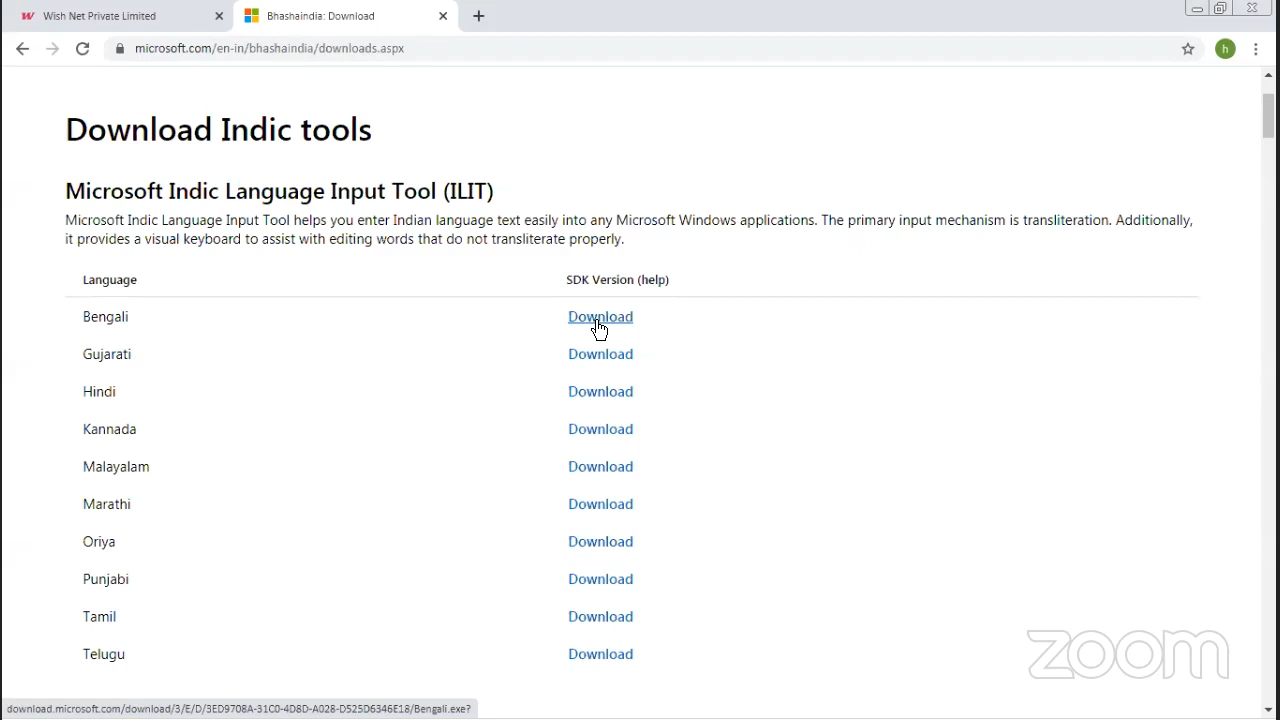 Wish Net Private Limited
Bhashaindia: Download
microsoft.com/en-in/bhashaindia/downloads.aspx
h
Download Indic tools
Microsoft Indic Language Input Tool (ILIT)
Microsoft Indic Language Input Tool helps you enter Indian language text easily into any Microsoft Windows applications. The primary input mechanism is transliteration. Additionally,
it provides a visual keyboard to assist with editing words that do not transliterate properly.
Language SDK Version (help)
Bengali Download
Gujarati Download
Hindi Download
Kannada Download
Malayalam Download
Marathi Download
Oriya Download
Punjabi Download
Tamil Download
Telugu Download
zoom
download.microsoft.com/download/3/E/D/3ED9708A-31C0-4D8D-A028-D525D6346E18/Bengali.exe?